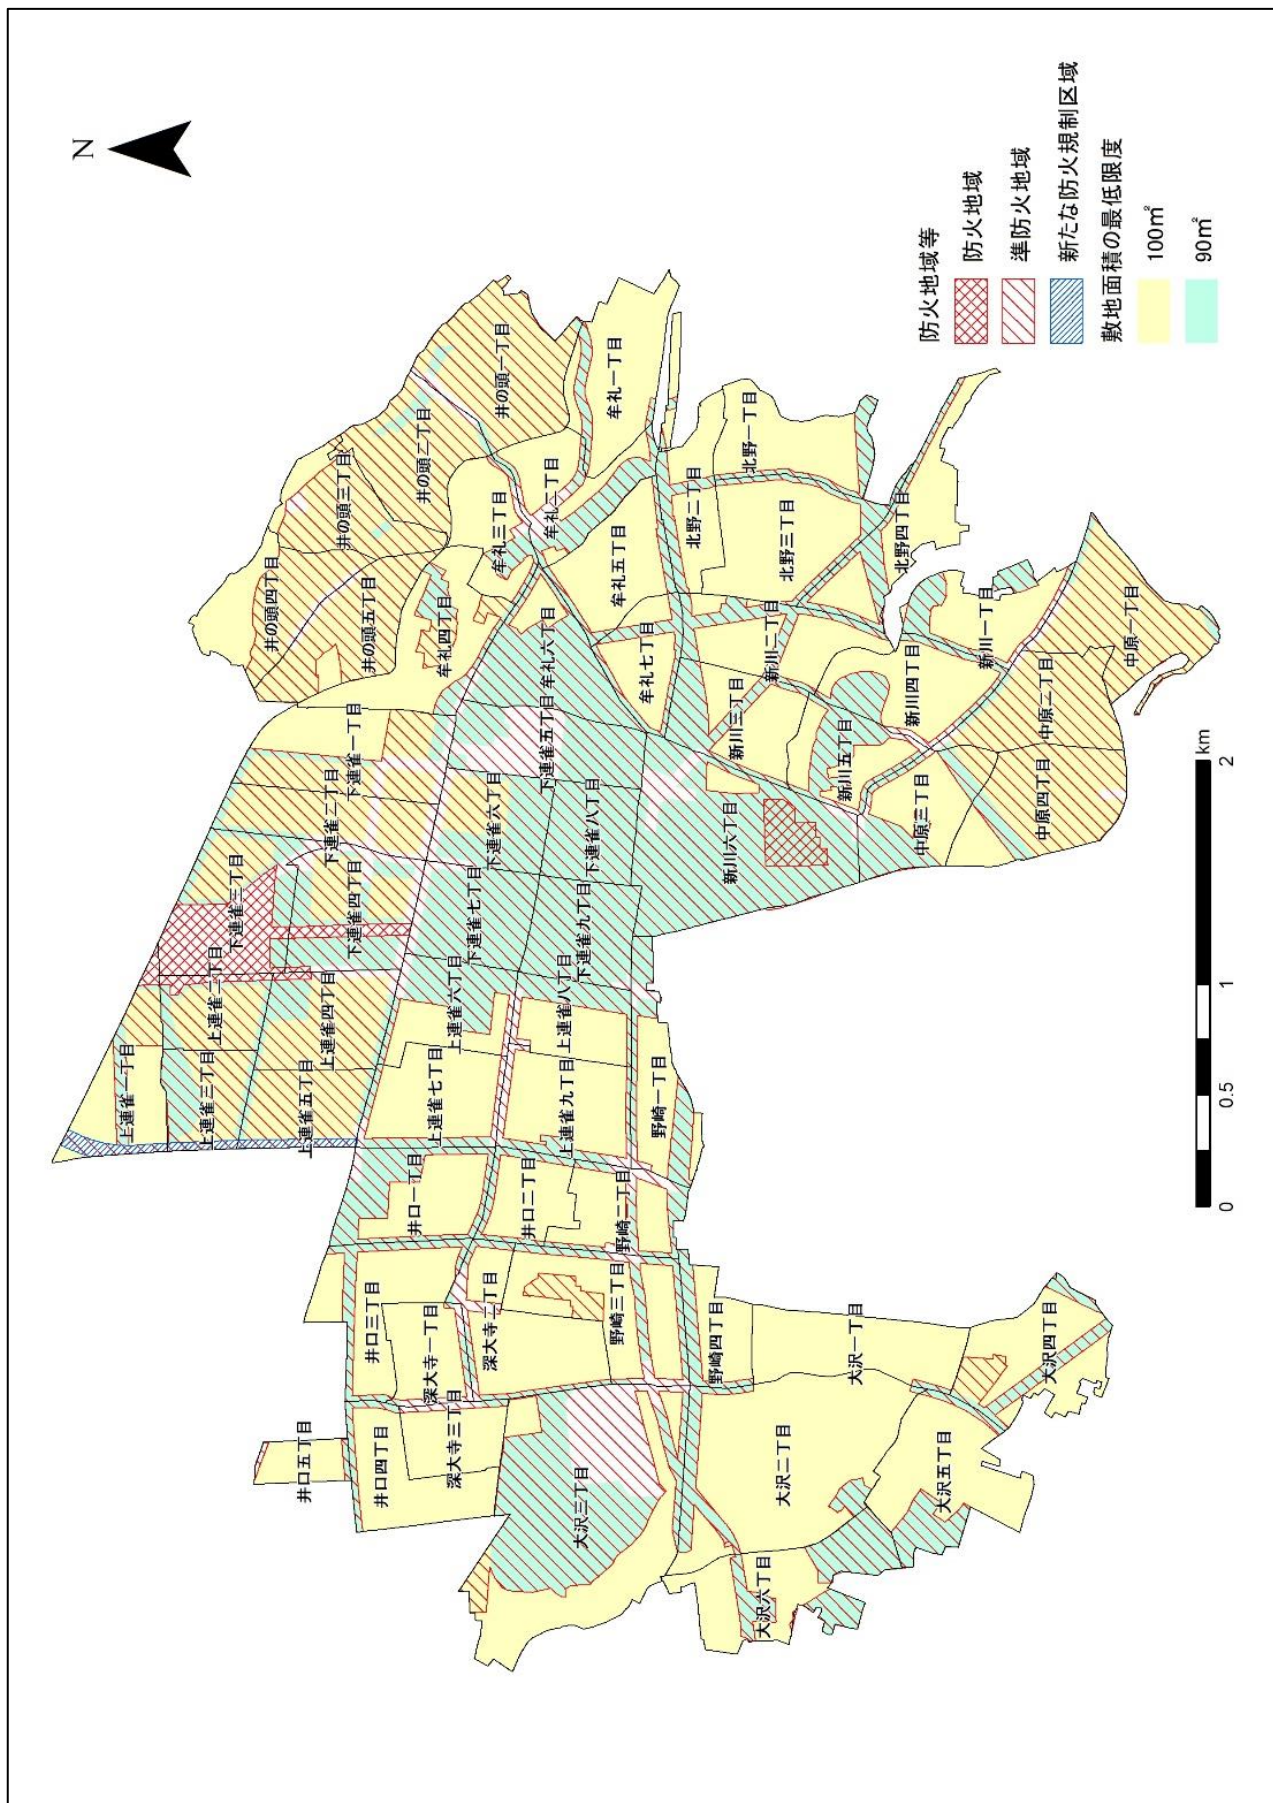 N
井の頭四丁目
井の頭三丁目
井の頭二丁目
井の頭五丁目
井の頭一丁目
牟礼四丁目
牟礼三丁目
牟礼二丁目
牟礼一丁目
牟礼六丁目
牟礼五丁目
牟礼七丁目
北野二丁目
北野一丁目
北野三丁目
北野四丁目
新川二丁目
新川三丁目
新川一丁目
新川四丁目
新川五丁目
新川六丁目
中原一丁目
中原二丁目
中原三丁目
中原四丁目
下連雀一丁目
下連雀二丁目
下連雀三丁目
下連雀四丁目
下連雀五丁目
下連雀六丁目
下連雀七丁目
下連雀八丁目
下連雀九丁目
上連雀一丁目
上連雀二丁目
上連雀三丁目
上連雀四丁目
上連雀五丁目
上連雀六丁目
上連雀七丁目
上連雀八丁目
上連雀九丁目
野崎一丁目
野崎二丁目
野崎三丁目
野崎四丁目
井口一丁目
井口二丁目
井口三丁目
井口四丁目
井口五丁目
深大寺一丁目
深大寺二丁目
深大寺三丁目
大沢一丁目
大沢二丁目
大沢三丁目
大沢四丁目
大沢五丁目
大沢六丁目
防火地域等
防火地域
準防火地域
新たな防火規制区域
敷地面積の最低限度
100㎡
90㎡
0 0.5 1 2
km